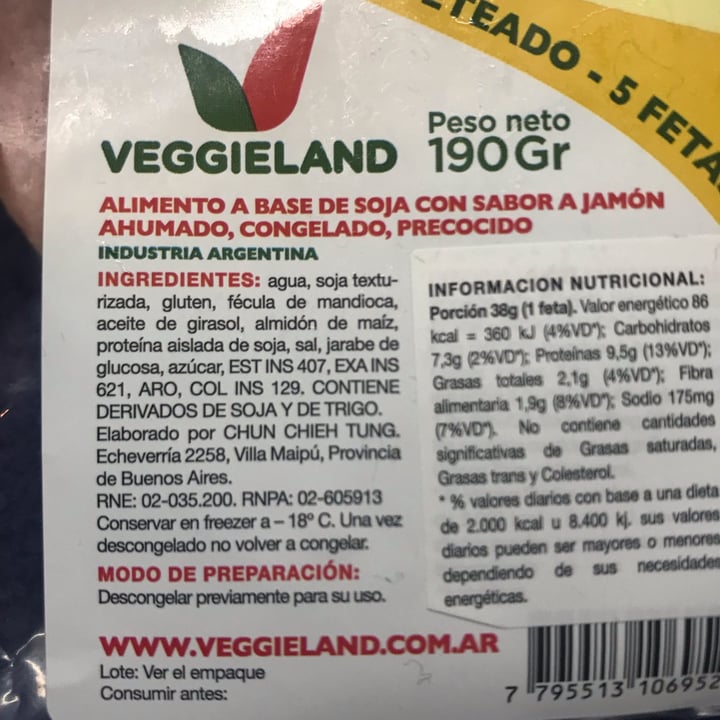 ETEADO - 5 FETA
VEGGIELAND
Peso neto
190Gr
ALIMENTO A BASE DE SOJA CON SABOR A JAMÓN
AHUMADO, CONGELADO, PRECOCIDO
INDUSTRIA ARGENTINA
INGREDIENTES: agua, soja textu-
rizada, gluten, fécula de mandioca,
aceite de girasol, almidón de maíz,
proteína aislada de soja, sal, jarabe de
glucosa, azúcar, EST INS 407, EXA INS
621, ARO, COL INS 129. CONTIENE
DERIVADOS DE SOJA Y DE TRIGO.
Elaborado por CHUN CHIEH TUNG.
Echeverría 2258, Villa Maipú, Provincia
de Buenos Aires.
RNE: 02-035.200. RNPA: 02-605913
Conservar en freezer a – 18º C. Una vez
descongelado no volver a congelar.
MODO DE PREPARACIÓN:
Descongelar previamente para su uso.
WWW.VEGGIELAND.COM.AR
Lote: Ver el empaque
Consumir antes:
INFORMACION NUTRICIONAL:
Porción 38g (1 feta). Valor energético 86
kcal = 360 kJ (4%VD*); Carbohidratos
7,3g (2%VD*); Proteínas 9,5g (13%VD*);
Grasas totales 2,1g (4%VD*); Fibra
alimentaria 1,9g (8%VD*); Sodio 175mg
(7%VD*). No contiene cantidades
significativas de Grasas saturadas,
Grasas trans y Colesterol.
* % valores diarios con base a una dieta
de 2.000 kcal u 8.400 kj. sus valores
diarios pueden ser mayores o menores
dependiendo de sus necesidades
energéticas.
7 795513 106952